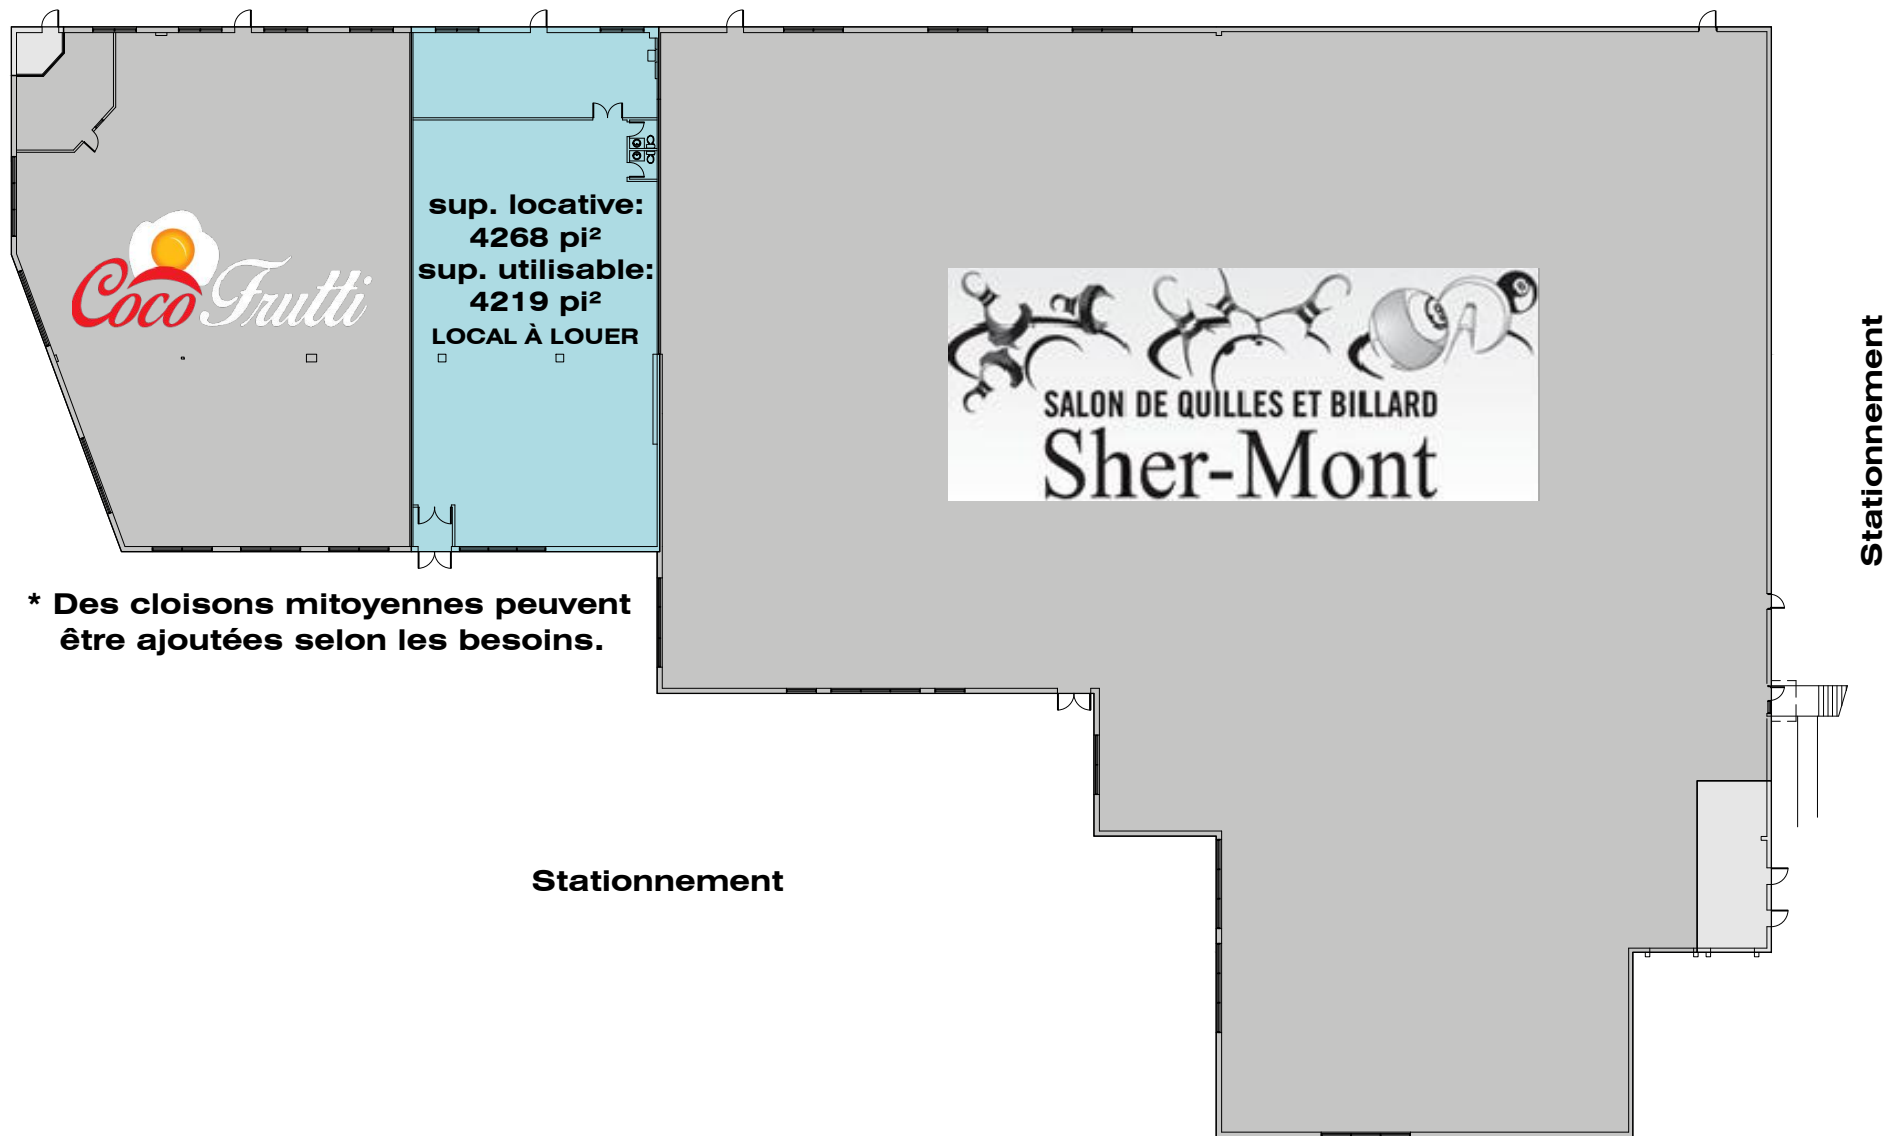 Coco Frutti
sup. locative:
4268 pi²
sup. utilisable:
4219 pi²
LOCAL À LOUER
SALON DE QUILLES ET BILLARD
Sher-Mont
Stationnement
* Des cloisons mitoyennes peuvent
être ajoutées selon les besoins.
Stationnement